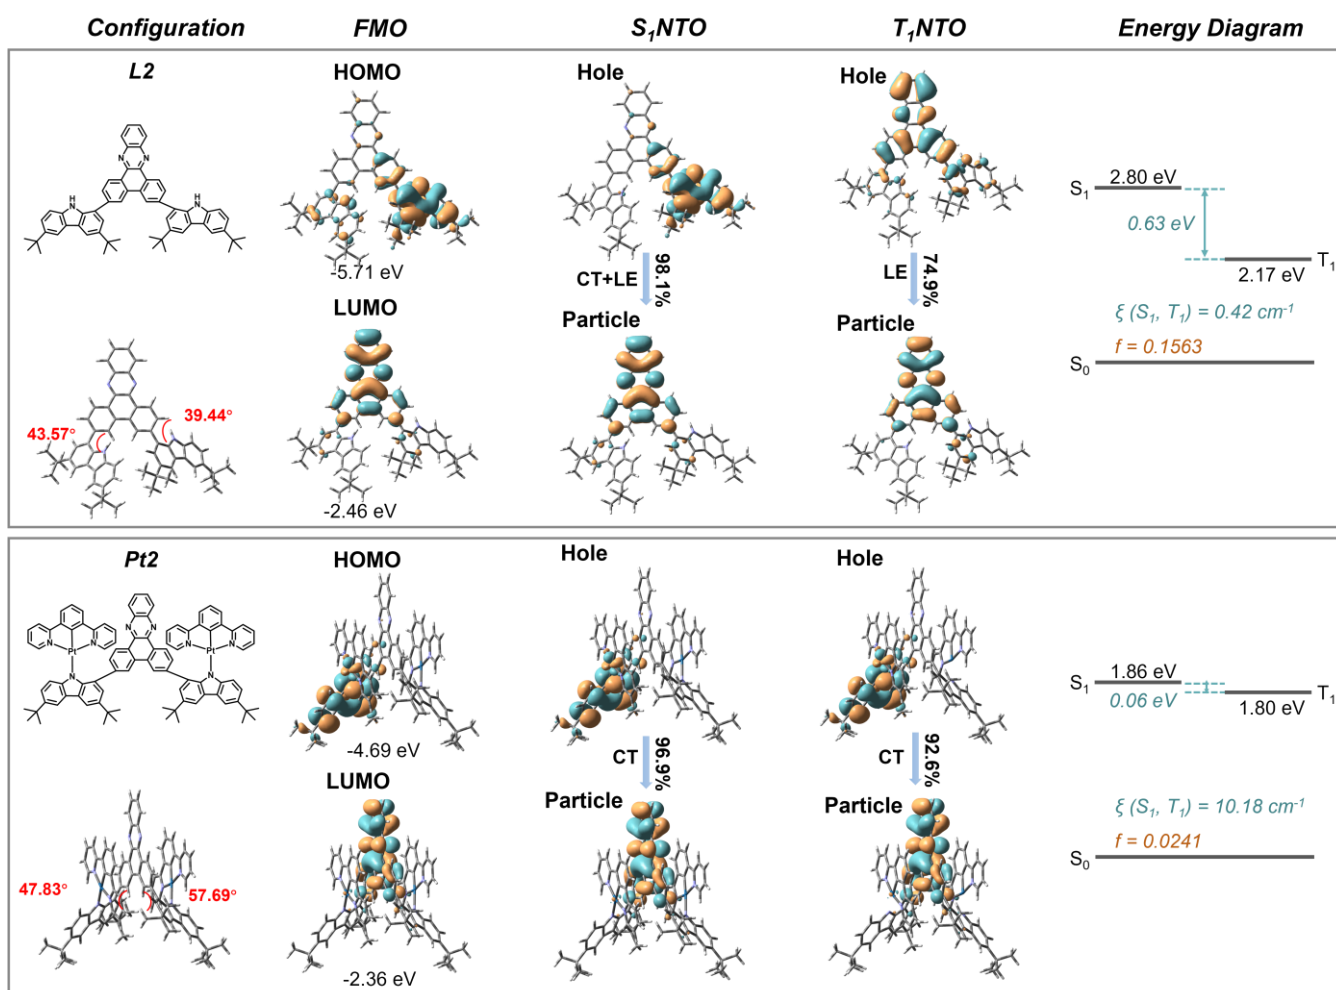 Configuration FMO S₁NTO T₁NTO Energy Diagram
L2
HOMO
Hole
Hole
N N
H H
N N
-5.71 eV
CT+LE
98.1%
LE
74.9%
S₁
2.80 eV
0.63 eV
T₁
2.17 eV
LUMO
Particle
Particle
ξ (S₁, T₁) = 0.42 cm⁻¹
f = 0.1563
S₀
43.57°
39.44°
-2.46 eV
Pt2
HOMO
Hole
Hole
N N
N N
Pt Pt
N N
-4.69 eV
CT
96.9%
CT
92.6%
S₁
1.86 eV
0.06 eV
T₁
1.80 eV
LUMO
Particle
Particle
ξ (S₁, T₁) = 10.18 cm⁻¹
f = 0.0241
S₀
47.83°
57.69°
-2.36 eV